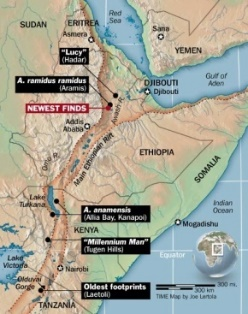 SUDAN
ERITREA
Asmera
Red
Sea
Sana
YEMEN
"Lucy"
(Hadar)
A. ramidus ramidus
(Aramis)
DJIBOUTI
Djibouti
Gulf of
Aden
NEWEST FINDS
Awash
Addis
Ababa
Main Ethiopian Rift
Omo R.
ETHIOPIA
SOMALIA
Lake
Turkana
A. anamensis
(Allia Bay, Kanapoi)
Indian
Ocean
KENYA
"Millennium Man"
(Tugen Hills)
Mogadishu
Equator
Lake
Victoria
Nairobi
Olduvai
Gorge
Oldest footprints
(Laetoli)
TANZANIA
300 mi.
300 km
TIME Map by Joe Lertola